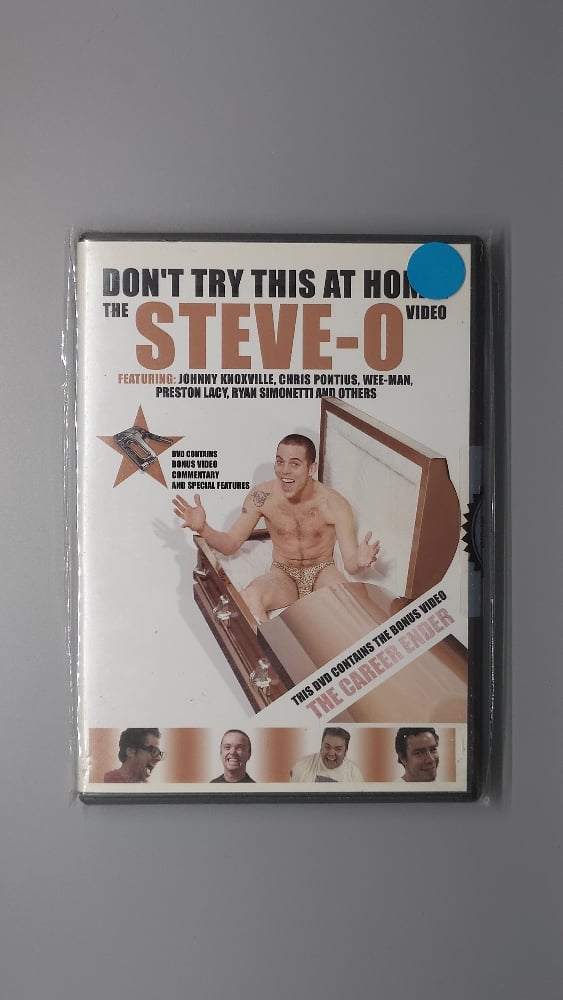 DON'T TRY THIS AT HOM
THE STEVE-O VIDEO
FEATURING: JOHNNY KNOXVILLE, CHRIS PONTIUS, WEE-MAN,
PRESTON LACY, RYAN SIMONETTI AND OTHERS
DVD CONTAINS
BONUS VIDEO
COMMENTARY
AND SPECIAL FEATURES
THIS DVD CONTAINS THE BONUS VIDEO
THE CAREER ENDER